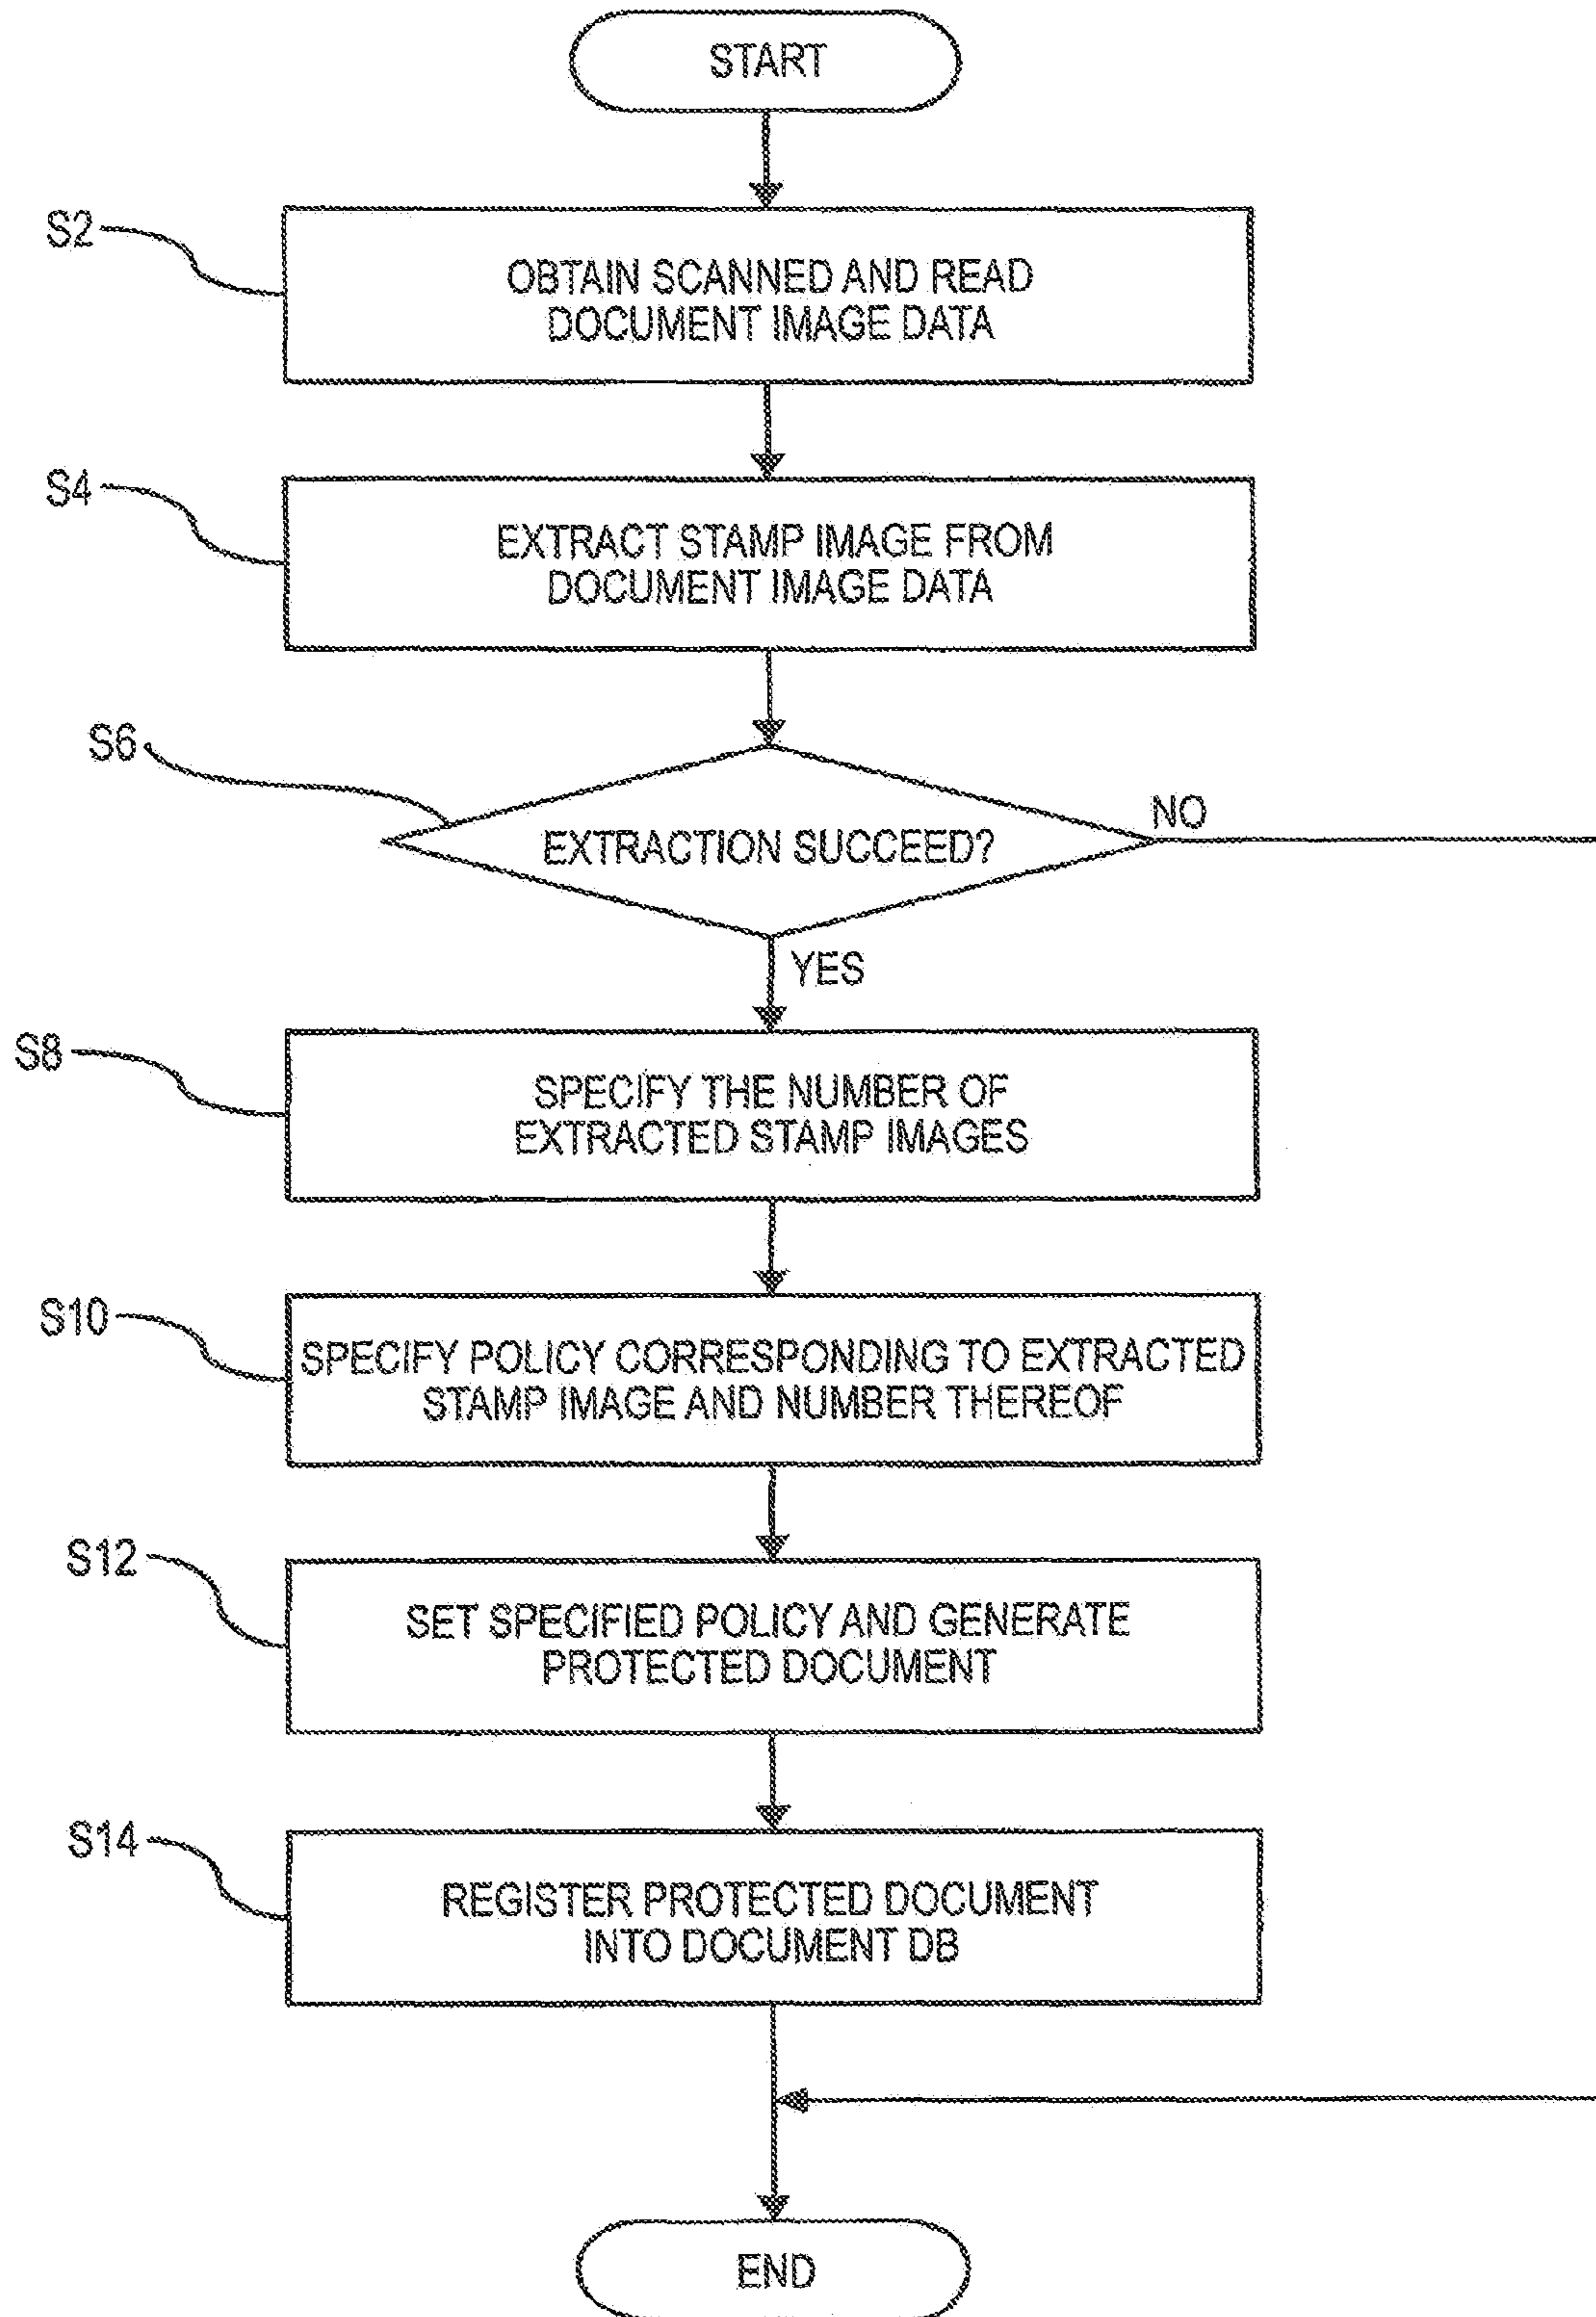 START
S2
OBTAIN SCANNED AND READ
DOCUMENT IMAGE DATA
S4
EXTRACT STAMP IMAGE FROM
DOCUMENT IMAGE DATA
S6
EXTRACTION SUCCEED?
NO
YES
S8
SPECIFY THE NUMBER OF
EXTRACTED STAMP IMAGES
S10
SPECIFY POLICY CORRESPONDING TO EXTRACTED
STAMP IMAGE AND NUMBER THEREOF
S12
SET SPECIFIED POLICY AND GENERATE
PROTECTED DOCUMENT
S14
REGISTER PROTECTED DOCUMENT
INTO DOCUMENT DB
END